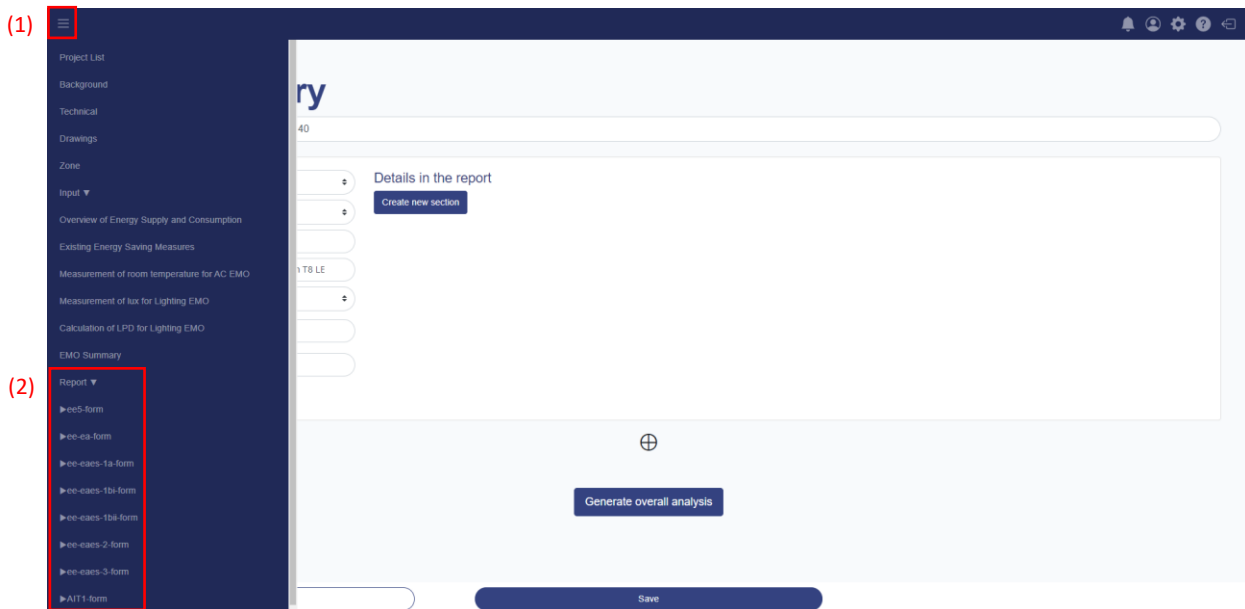 (1)
Project List
Background
ry
Technical
40
Drawings
Zone
Details in the report
Input ▼
Create new section
Overview of Energy Supply and Consumption
Existing Energy Saving Measures
Measurement of room temperature for AC EMO
n T8 LE
Measurement of lux for Lighting EMO
Calculation of LPD for Lighting EMO
EMO Summary
(2)
Report ▼
▶ee5-form
▶ee-ea-form
▶ee-eaes-1a-form
▶ee-eaes-1bi-form
Generate overall analysis
▶ee-eaes-1bii-form
▶ee-eaes-2-form
▶ee-eaes-3-form
▶AIT1-form
Save